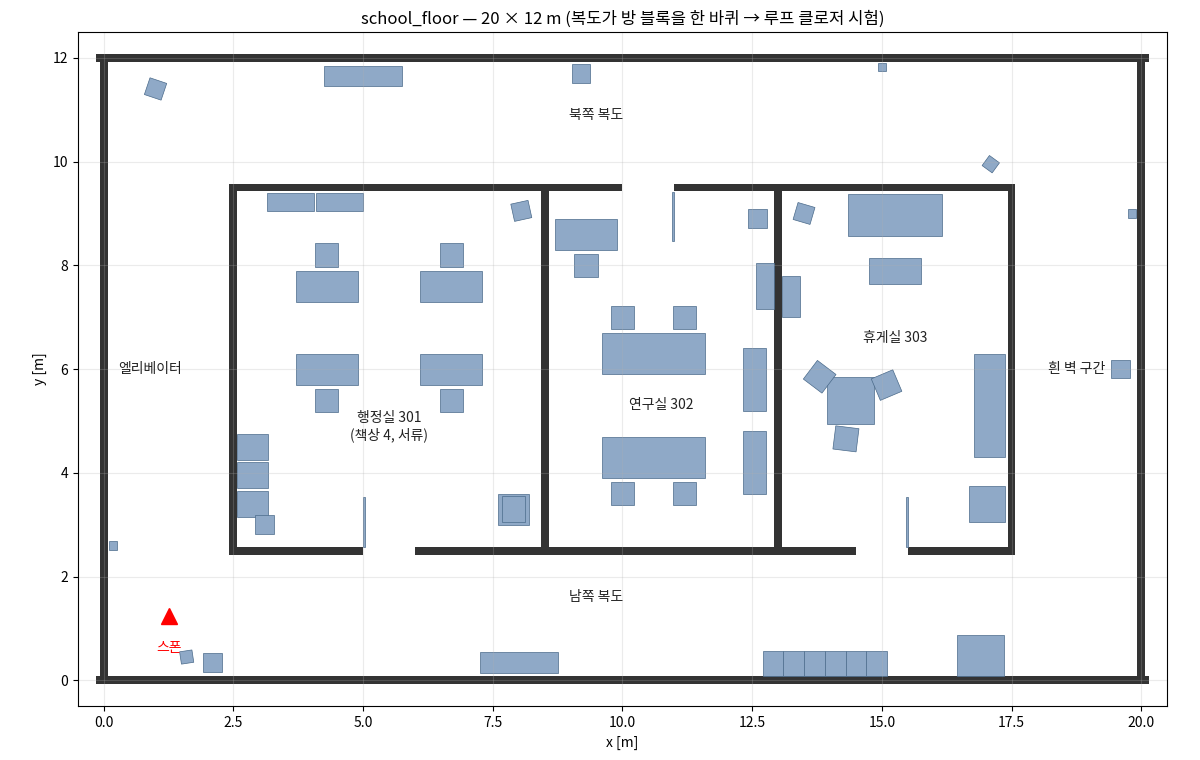 school_floor — 20 × 12 m (복도가 방 블록을 한 바퀴 → 루프 클로저 시험)
12
10
8
6
4
2
0
y [m]
북쪽 복도
엘리베이터
행정실 301
(책상 4, 서류)
연구실 302
휴게실 303
흰 벽 구간
남쪽 복도
스폰
0.0
2.5
5.0
7.5
10.0
12.5
15.0
17.5
20.0
x [m]